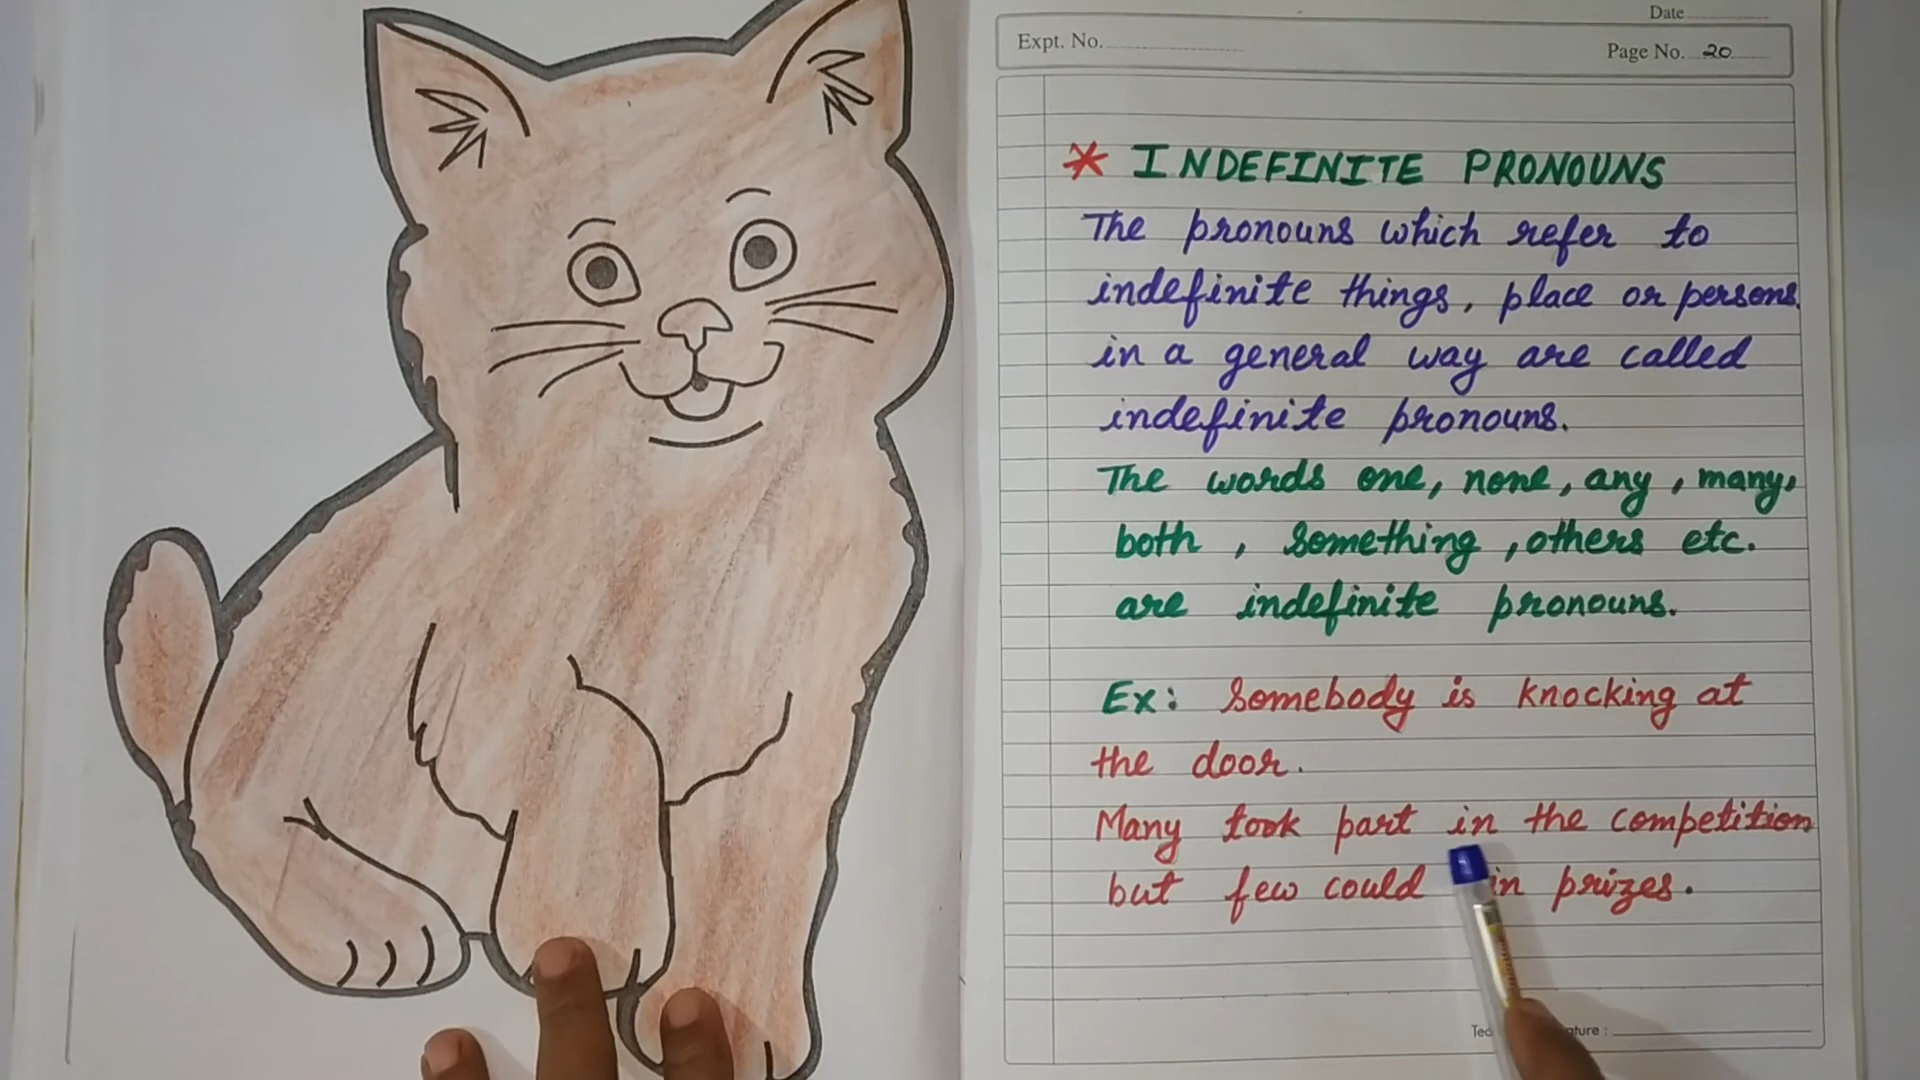 Date
Expt. No.
Page No. 20
* INDEFINITE PRONOUNS
The pronouns which refer to
indefinite things, place or persons
in a general way are called
indefinite pronouns.
The words one, none, any, many,
both, something, others etc.
are indefinite pronouns.
Ex: Somebody is knocking at
the door.
Many took part in the competition
but few could in prizes.